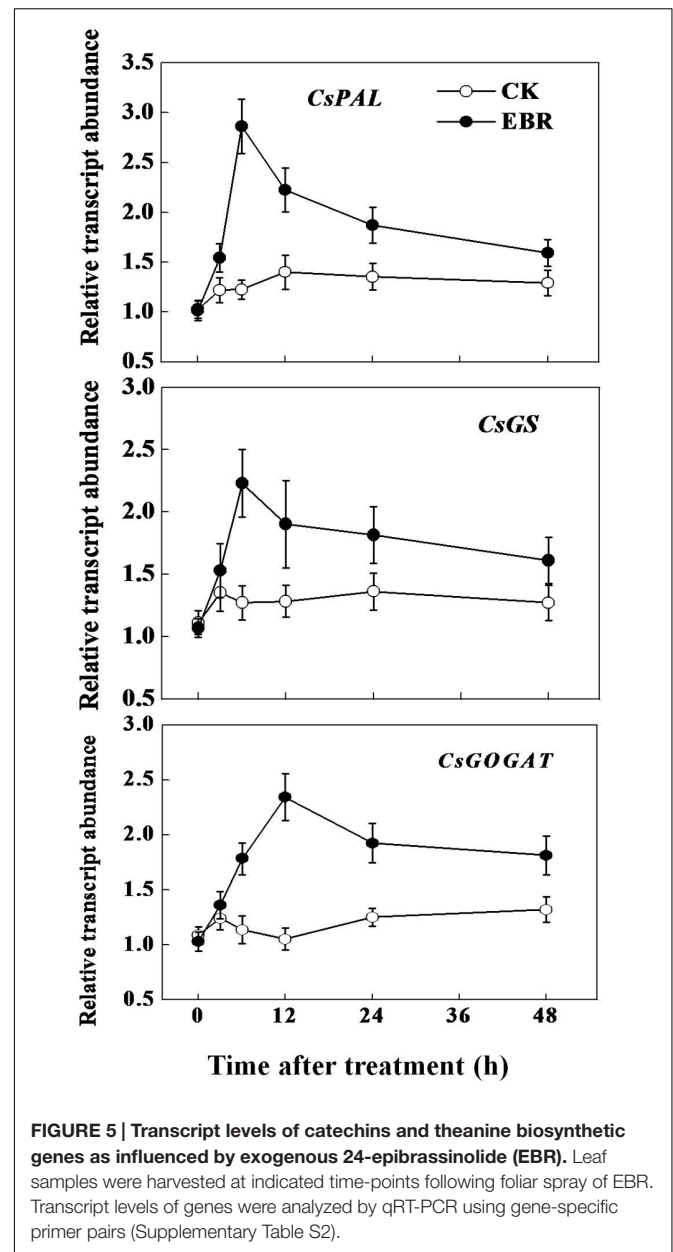 3.5
CsPAL
CK
3.0
EBR
2.5
2.0
1.5
1.0
0.5
Relative transcript abundance
3.0
CsGS
2.5
2.0
1.5
1.0
0.5
Relative transcript abundance
3.0
CsGOGAT
2.5
2.0
1.5
1.0
0.5
Relative transcript abundance
0 12 24 36 48
Time after treatment (h)
FIGURE 5 | Transcript levels of catechins and theanine biosynthetic
genes as influenced by exogenous 24-epibrassinolide (EBR). Leaf
samples were harvested at indicated time-points following foliar spray of EBR.
Transcript levels of genes were analyzed by qRT-PCR using gene-specific
primer pairs (Supplementary Table S2).